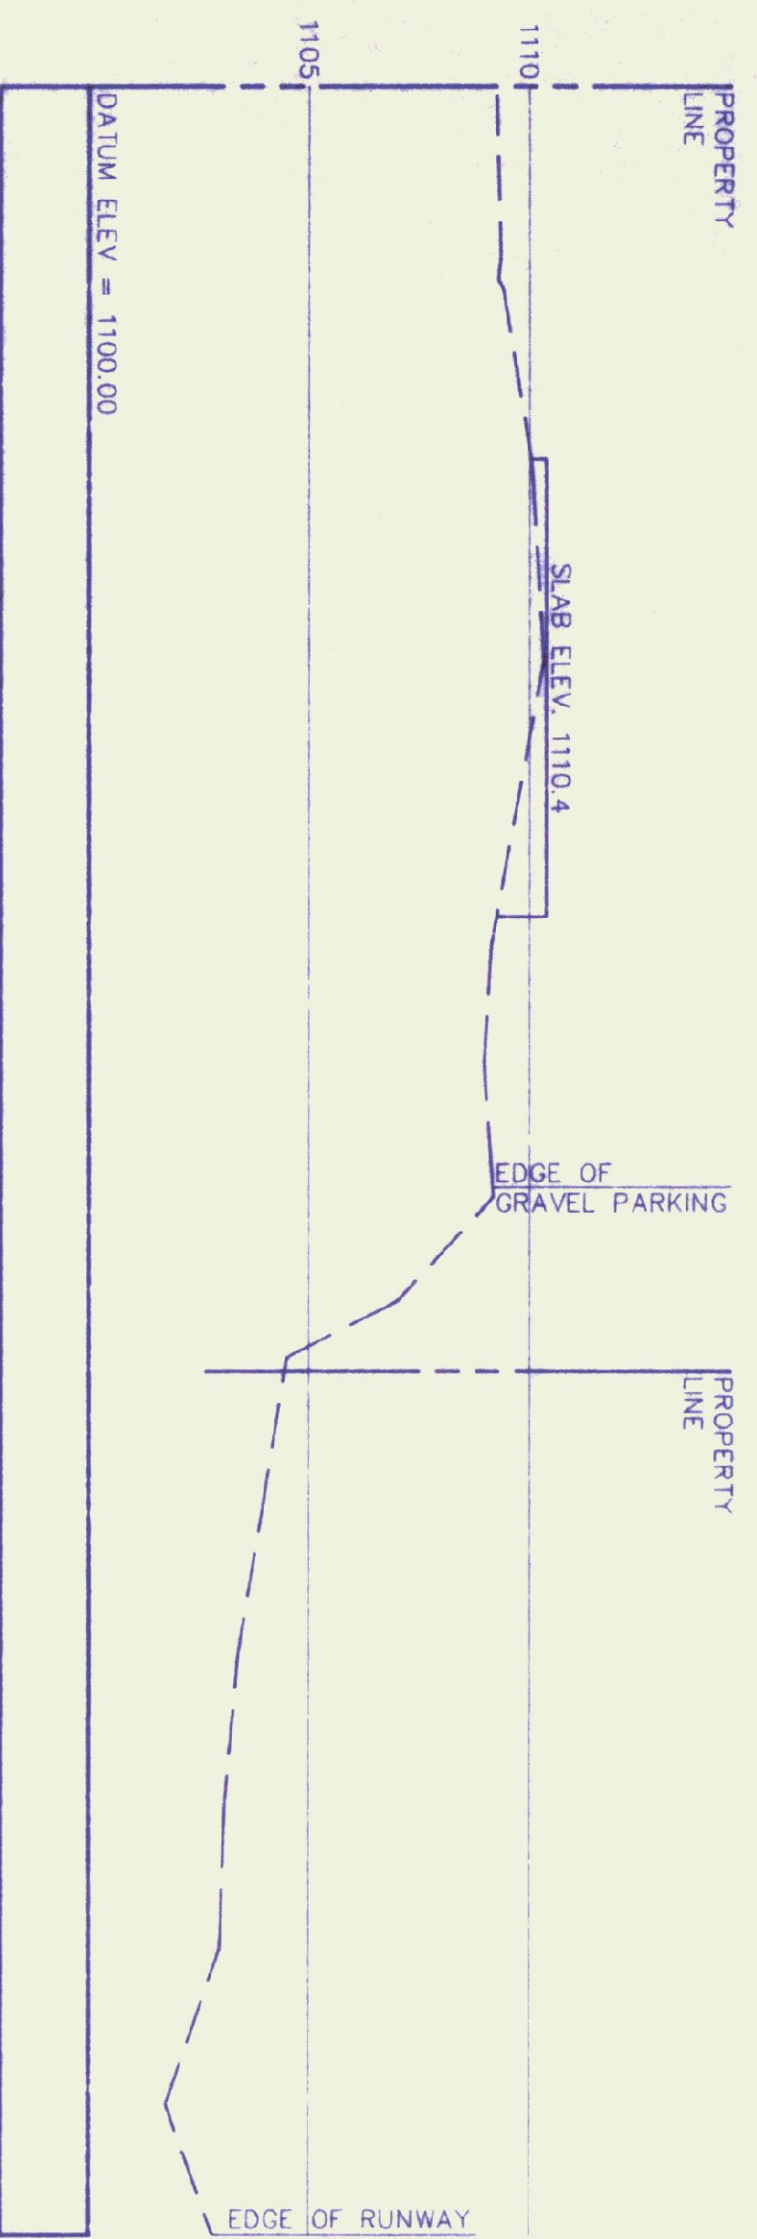 PROPERTY
LINE
PROPERTY
LINE
1110
SLAB ELEV. 1110.4
EDGE OF
GRAVEL PARKING
1105
EDGE OF RUNWAY
DATUM ELEV = 1100.00